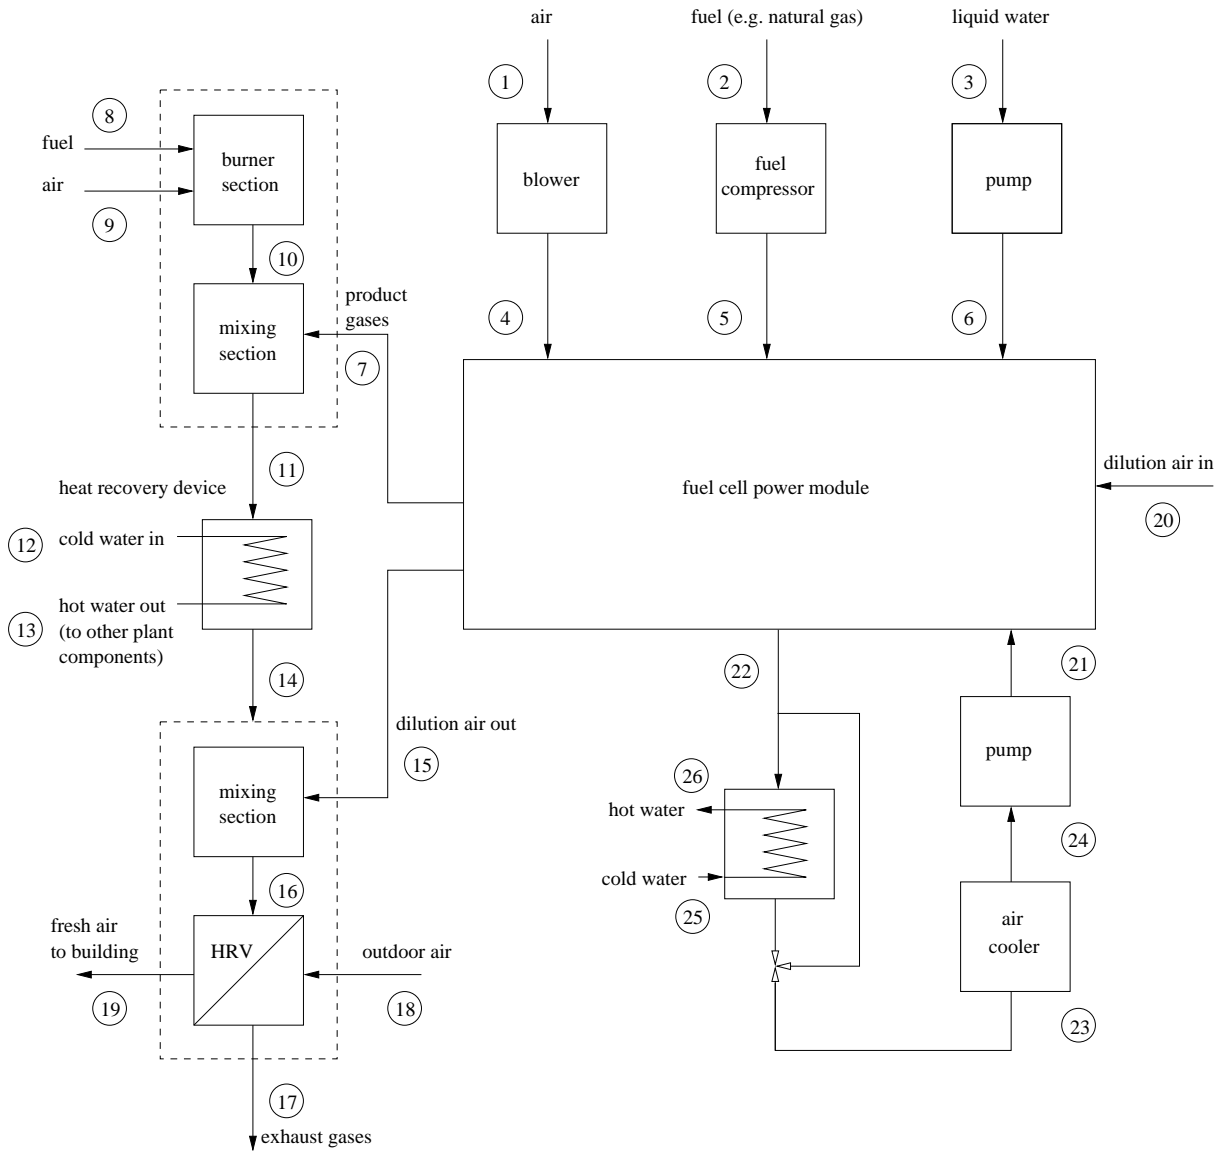 air
fuel (e.g. natural gas)
liquid water
1
2
3
8
fuel
air
9
burner
section
blower
fuel
compressor
pump
10
product
gases
4
5
6
mixing
section
7
11
heat recovery device
fuel cell power module
dilution air in
20
12
cold water in
13
hot water out
(to other plant
components)
14
22
21
dilution air out
15
mixing
section
pump
26
hot water
cold water
25
24
16
fresh air
to building
HRV
outdoor air
air
cooler
19
18
23
17
exhaust gases